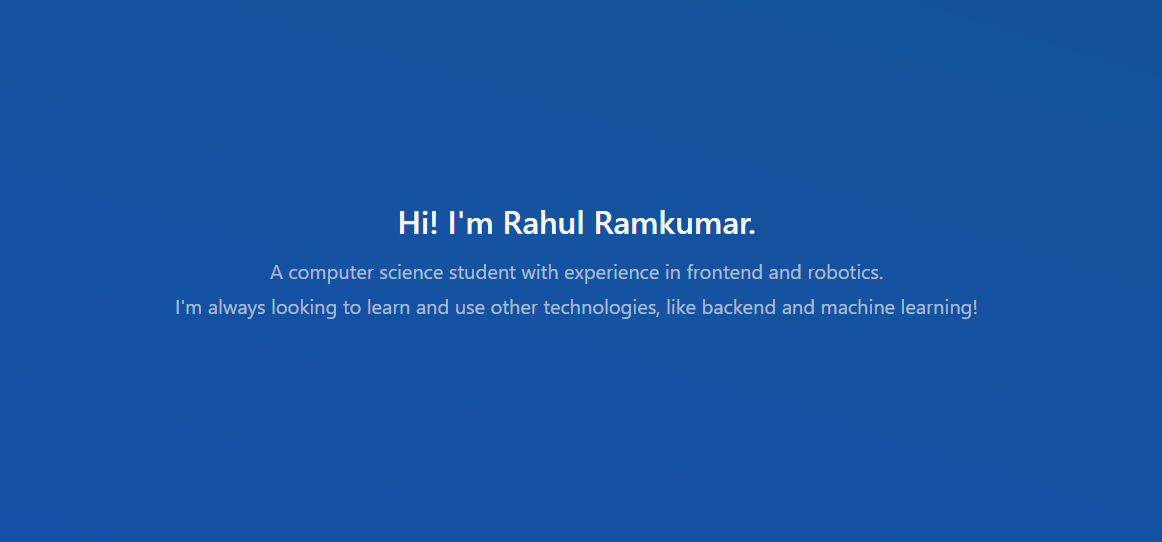 Hi! I'm Rahul Ramkumar.
A computer science student with experience in frontend and robotics.
I'm always looking to learn and use other technologies, like backend and machine learning!